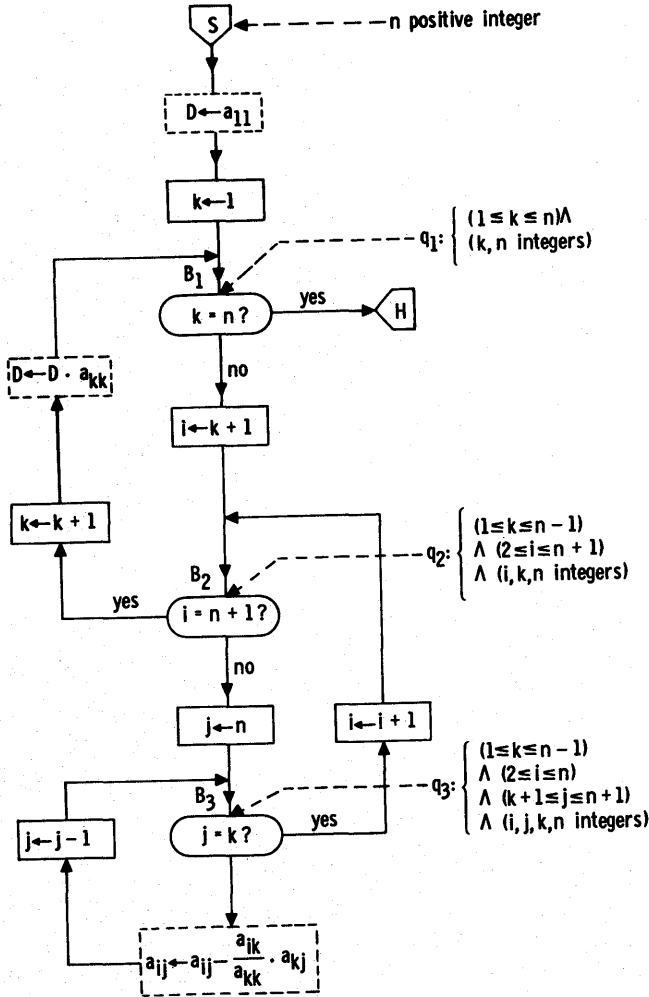 S
n positive integer
D←a₁₁
k←1
q₁: { (1≤k≤n)∧
(k,n integers)
B₁
k = n?
yes
H
no
D←D · aₖₖ
i←k + 1
k←k + 1
q₂: { (1≤k≤n - 1)
∧ (2≤i≤n + 1)
∧ (i,k,n integers)
B₂
i = n + 1?
yes
no
j←n
i←i + 1
q₃: { (1≤k≤n - 1)
∧ (2≤i≤n)
∧ (k+1≤j≤n+1)
∧ (i,j,k,n integers)
B₃
j = k?
yes
j←j - 1
aᵢⱼ←aᵢⱼ - aᵢₖ/aₖₖ · aₖⱼ